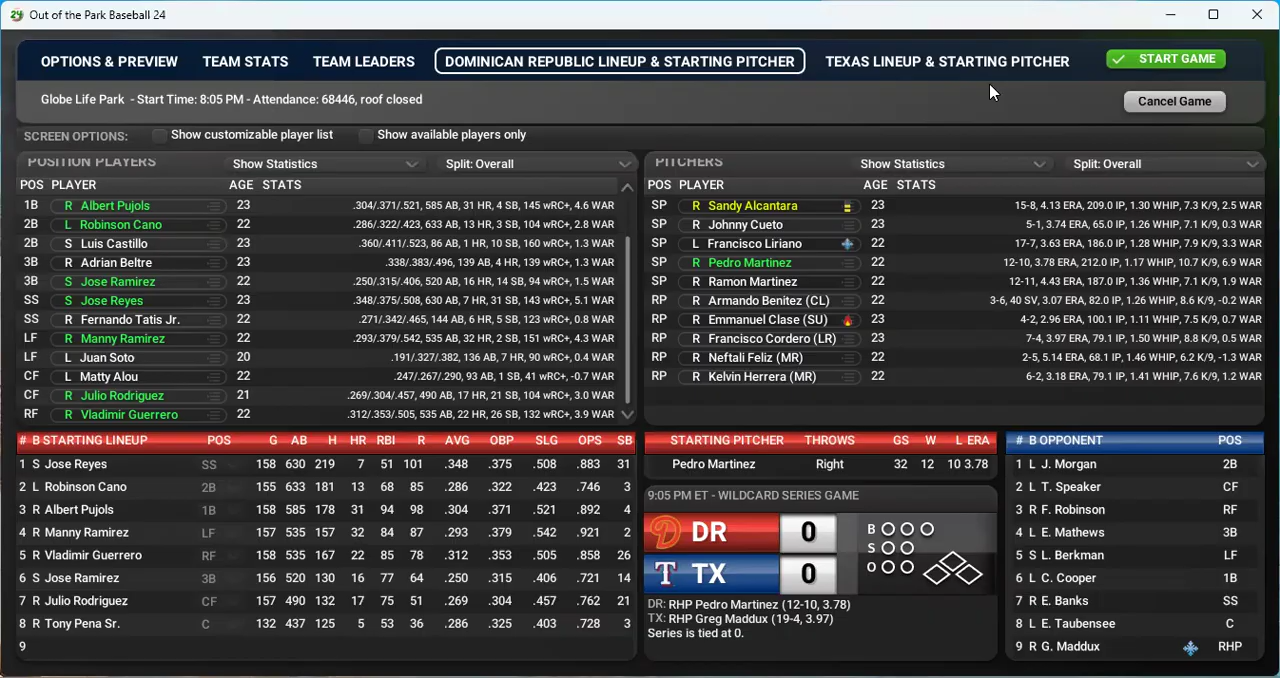 Out of the Park Baseball 24
OPTIONS & PREVIEW TEAM STATS TEAM LEADERS DOMINICAN REPUBLIC LINEUP & STARTING PITCHER TEXAS LINEUP & STARTING PITCHER START GAME
Globe Life Park - Start Time: 8:05 PM - Attendance: 68446, roof closed Cancel Game
SCREEN OPTIONS: Show customizable player list Show available players only
POSITION PLAYERS Show Statistics Split: Overall
POS PLAYER AGE STATS
1B R Albert Pujols 23 .304/.371/.521, 585 AB, 31 HR, 4 SB, 145 wRC+, 4.6 WAR
2B L Robinson Cano 22 .286/.322/.423, 633 AB, 13 HR, 3 SB, 104 wRC+, 2.8 WAR
2B S Luis Castillo 23 .360/.411/.523, 86 AB, 1 HR, 10 SB, 160 wRC+, 1.3 WAR
3B R Adrian Beltre 23 .338/.383/.496, 139 AB, 4 HR, 139 wRC+, 1.3 WAR
3B S Jose Ramirez 22 .250/.315/.406, 520 AB, 16 HR, 14 SB, 94 wRC+, 1.5 WAR
SS S Jose Reyes 23 .348/.375/.508, 630 AB, 7 HR, 31 SB, 143 wRC+, 5.1 WAR
SS R Fernando Tatis Jr. 22 .271/.342/.465, 144 AB, 6 HR, 5 SB, 123 wRC+, 0.8 WAR
LF R Manny Ramirez 22 .293/.379/.542, 535 AB, 32 HR, 2 SB, 151 wRC+, 4.3 WAR
LF L Juan Soto 20 .191/.327/.382, 136 AB, 7 HR, 90 wRC+, 0.4 WAR
CF L Matty Alou 22 .247/.267/.290, 93 AB, 1 SB, 41 wRC+, -0.7 WAR
CF R Julio Rodriguez 21 .269/.304/.457, 490 AB, 17 HR, 21 SB, 104 wRC+, 3.0 WAR
RF R Vladimir Guerrero 22 .312/.353/.505, 535 AB, 22 HR, 26 SB, 132 wRC+, 3.9 WAR
PITCHERS Show Statistics Split: Overall
POS PLAYER AGE STATS
SP R Sandy Alcantara 23 15-8, 4.13 ERA, 209.0 IP, 1.30 WHIP, 7.3 K/9, 2.5 WAR
SP R Johnny Cueto 22 5-1, 3.74 ERA, 65.0 IP, 1.26 WHIP, 7.1 K/9, 0.3 WAR
SP L Francisco Liriano 22 17-7, 3.63 ERA, 186.0 IP, 1.28 WHIP, 7.9 K/9, 3.3 WAR
SP R Pedro Martinez 22 12-10, 3.78 ERA, 212.0 IP, 1.17 WHIP, 10.7 K/9, 6.9 WAR
SP R Ramon Martinez 22 12-11, 4.43 ERA, 187.0 IP, 1.36 WHIP, 7.1 K/9, 1.2 WAR
RP R Armando Benitez (CL) 22 3-6, 40 SV, 3.07 ERA, 82.0 IP, 1.26 WHIP, 8.6 K/9, -0.2 WAR
RP R Emmanuel Clase (SU) 23 4-2, 2.96 ERA, 100.1 IP, 1.11 WHIP, 7.5 K/9, 0.7 WAR
RP R Francisco Cordero (LR) 23 7-4, 3.97 ERA, 79.1 IP, 1.50 WHIP, 8.8 K/9, 0.5 WAR
RP R Neftali Feliz (MR) 22 2-5, 5.14 ERA, 68.1 IP, 1.46 WHIP, 6.2 K/9, -1.3 WAR
RP R Kelvin Herrera (MR) 22 6-2, 3.18 ERA, 79.1 IP, 1.41 WHIP, 7.6 K/9, 1.2 WAR
# B STARTING LINEUP POS G AB H HR RBI R AVG OBP SLG OPS SB
1 S Jose Reyes SS 158 630 219 7 51 101 .348 .375 .508 .883 31
2 L Robinson Cano 2B 155 633 181 13 68 85 .286 .322 .423 .746 3
3 R Albert Pujols 1B 158 585 178 31 94 98 .304 .371 .521 .892 4
4 R Manny Ramirez LF 157 535 157 32 84 87 .293 .379 .542 .921 2
5 R Vladimir Guerrero RF 158 535 167 22 85 78 .312 .353 .505 .858 26
6 S Jose Ramirez 3B 156 520 130 16 77 64 .250 .315 .406 .721 14
7 R Julio Rodriguez CF 157 490 132 17 75 51 .269 .304 .457 .762 21
8 R Tony Pena Sr. C 132 437 125 5 53 36 .286 .325 .403 .728 3
9
STARTING PITCHER THROWS GS W L ERA
Pedro Martinez Right 32 12 10 3.78
9:05 PM ET - WILDCARD SERIES GAME
D DR 0
T TX 0
B
S
O
DR: RHP Pedro Martinez (12-10, 3.78)
TX: RHP Greg Maddux (19-4, 3.97)
Series is tied at 0.
# B OPPONENT POS
1 L J. Morgan 2B
2 L T. Speaker CF
3 R F. Robinson RF
4 L E. Mathews 3B
5 S L. Berkman LF
6 L C. Cooper 1B
7 R E. Banks SS
8 L E. Taubensee C
9 R G. Maddux RHP